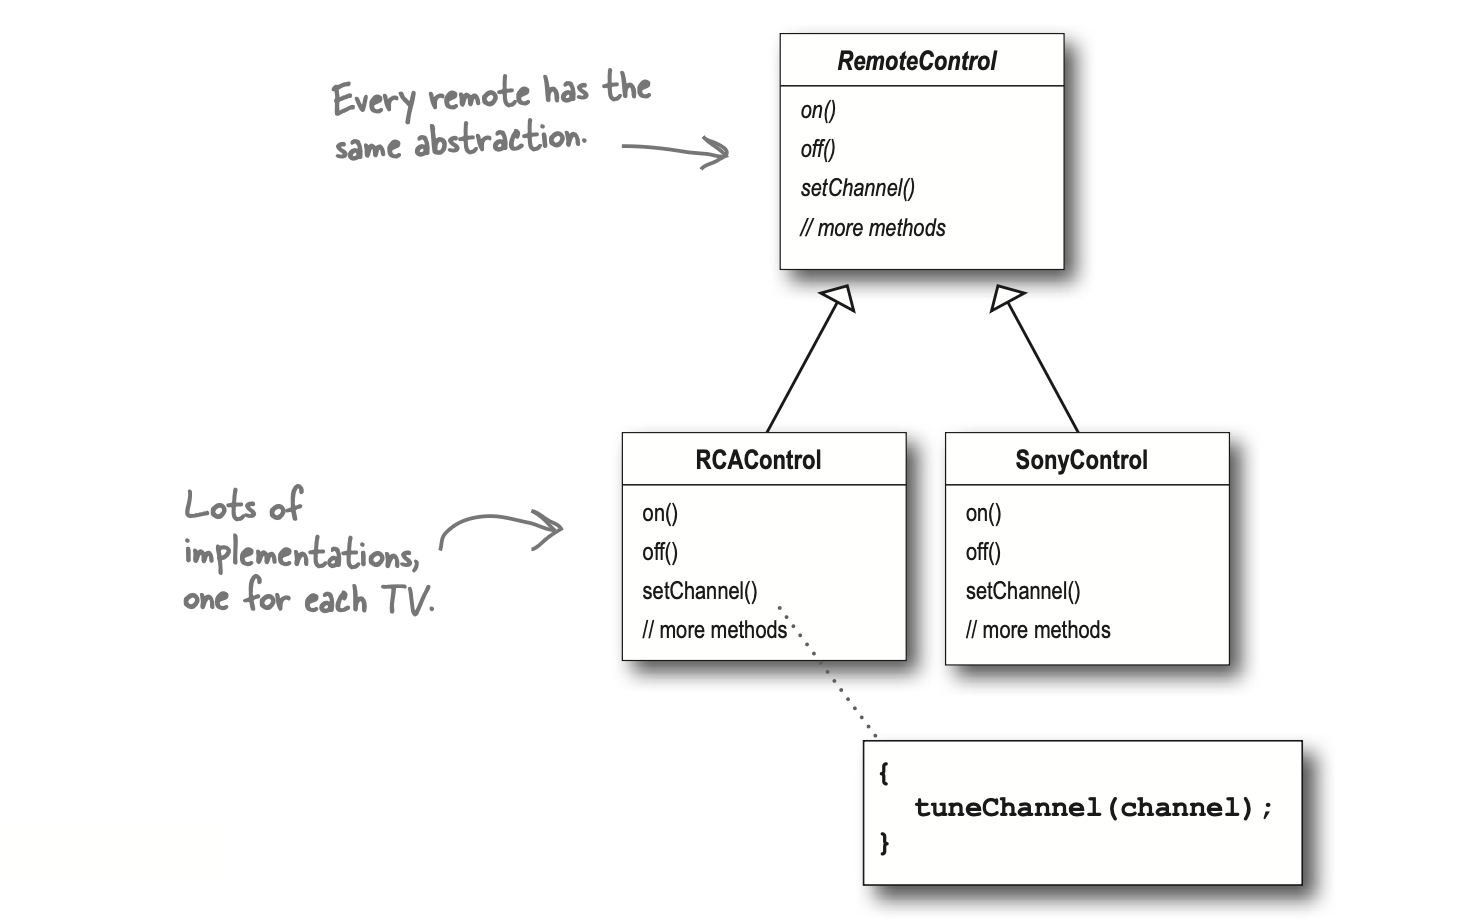 RemoteControl
Every remote has the
same abstraction.
on()
off()
setChannel()
// more methods
RCAControl
on()
off()
setChannel()
// more methods
SonyControl
on()
off()
setChannel()
// more methods
Lots of
implementations,
one for each TV.
{
tuneChannel(channel);
}